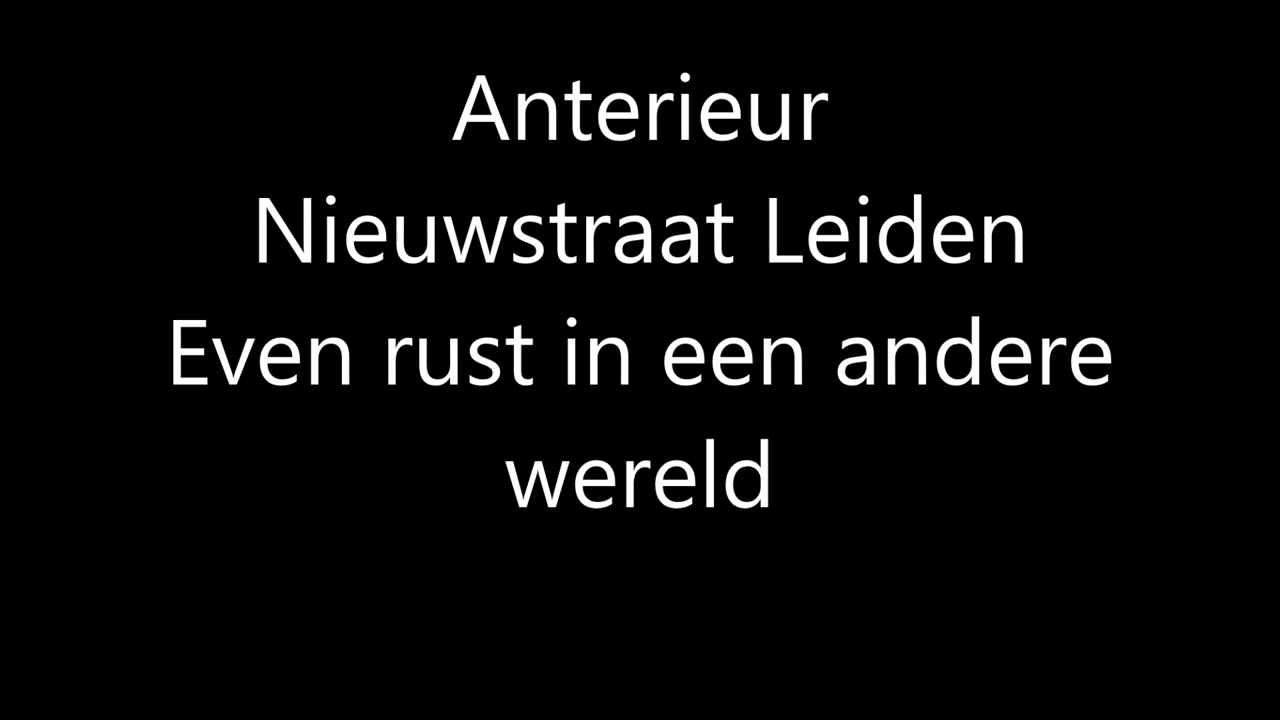 Anterieur
Nieuwstraat Leiden
Even rust in een andere
wereld